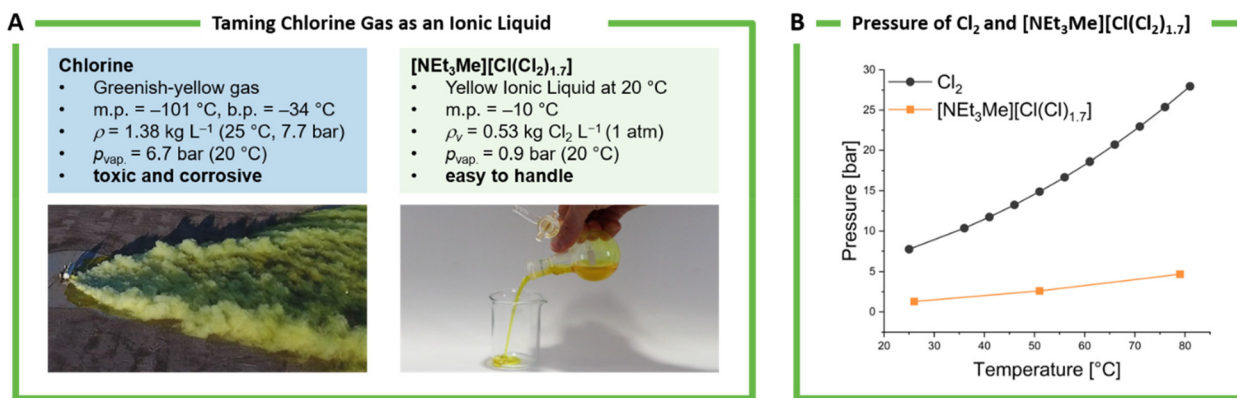 A Taming Chlorine Gas as an Ionic Liquid
Chlorine
• Greenish-yellow gas
• m.p. = –101 °C, b.p. = –34 °C
• ρ = 1.38 kg L⁻¹ (25 °C, 7.7 bar)
• p_vap. = 6.7 bar (20 °C)
• toxic and corrosive
[NEt₃Me][Cl(Cl₂)₁.₇]
• Yellow Ionic Liquid at 20 °C
• m.p. = –10 °C
• ρᵥ = 0.53 kg Cl₂ L⁻¹ (1 atm)
• p_vap. = 0.9 bar (20 °C)
• easy to handle
B Pressure of Cl₂ and [NEt₃Me][Cl(Cl₂)₁.₇]
Cl₂
[NEt₃Me][Cl(Cl)₁.₇]
Pressure [bar]
30
25
20
15
10
5
0
20 30 40 50 60 70 80
Temperature [°C]